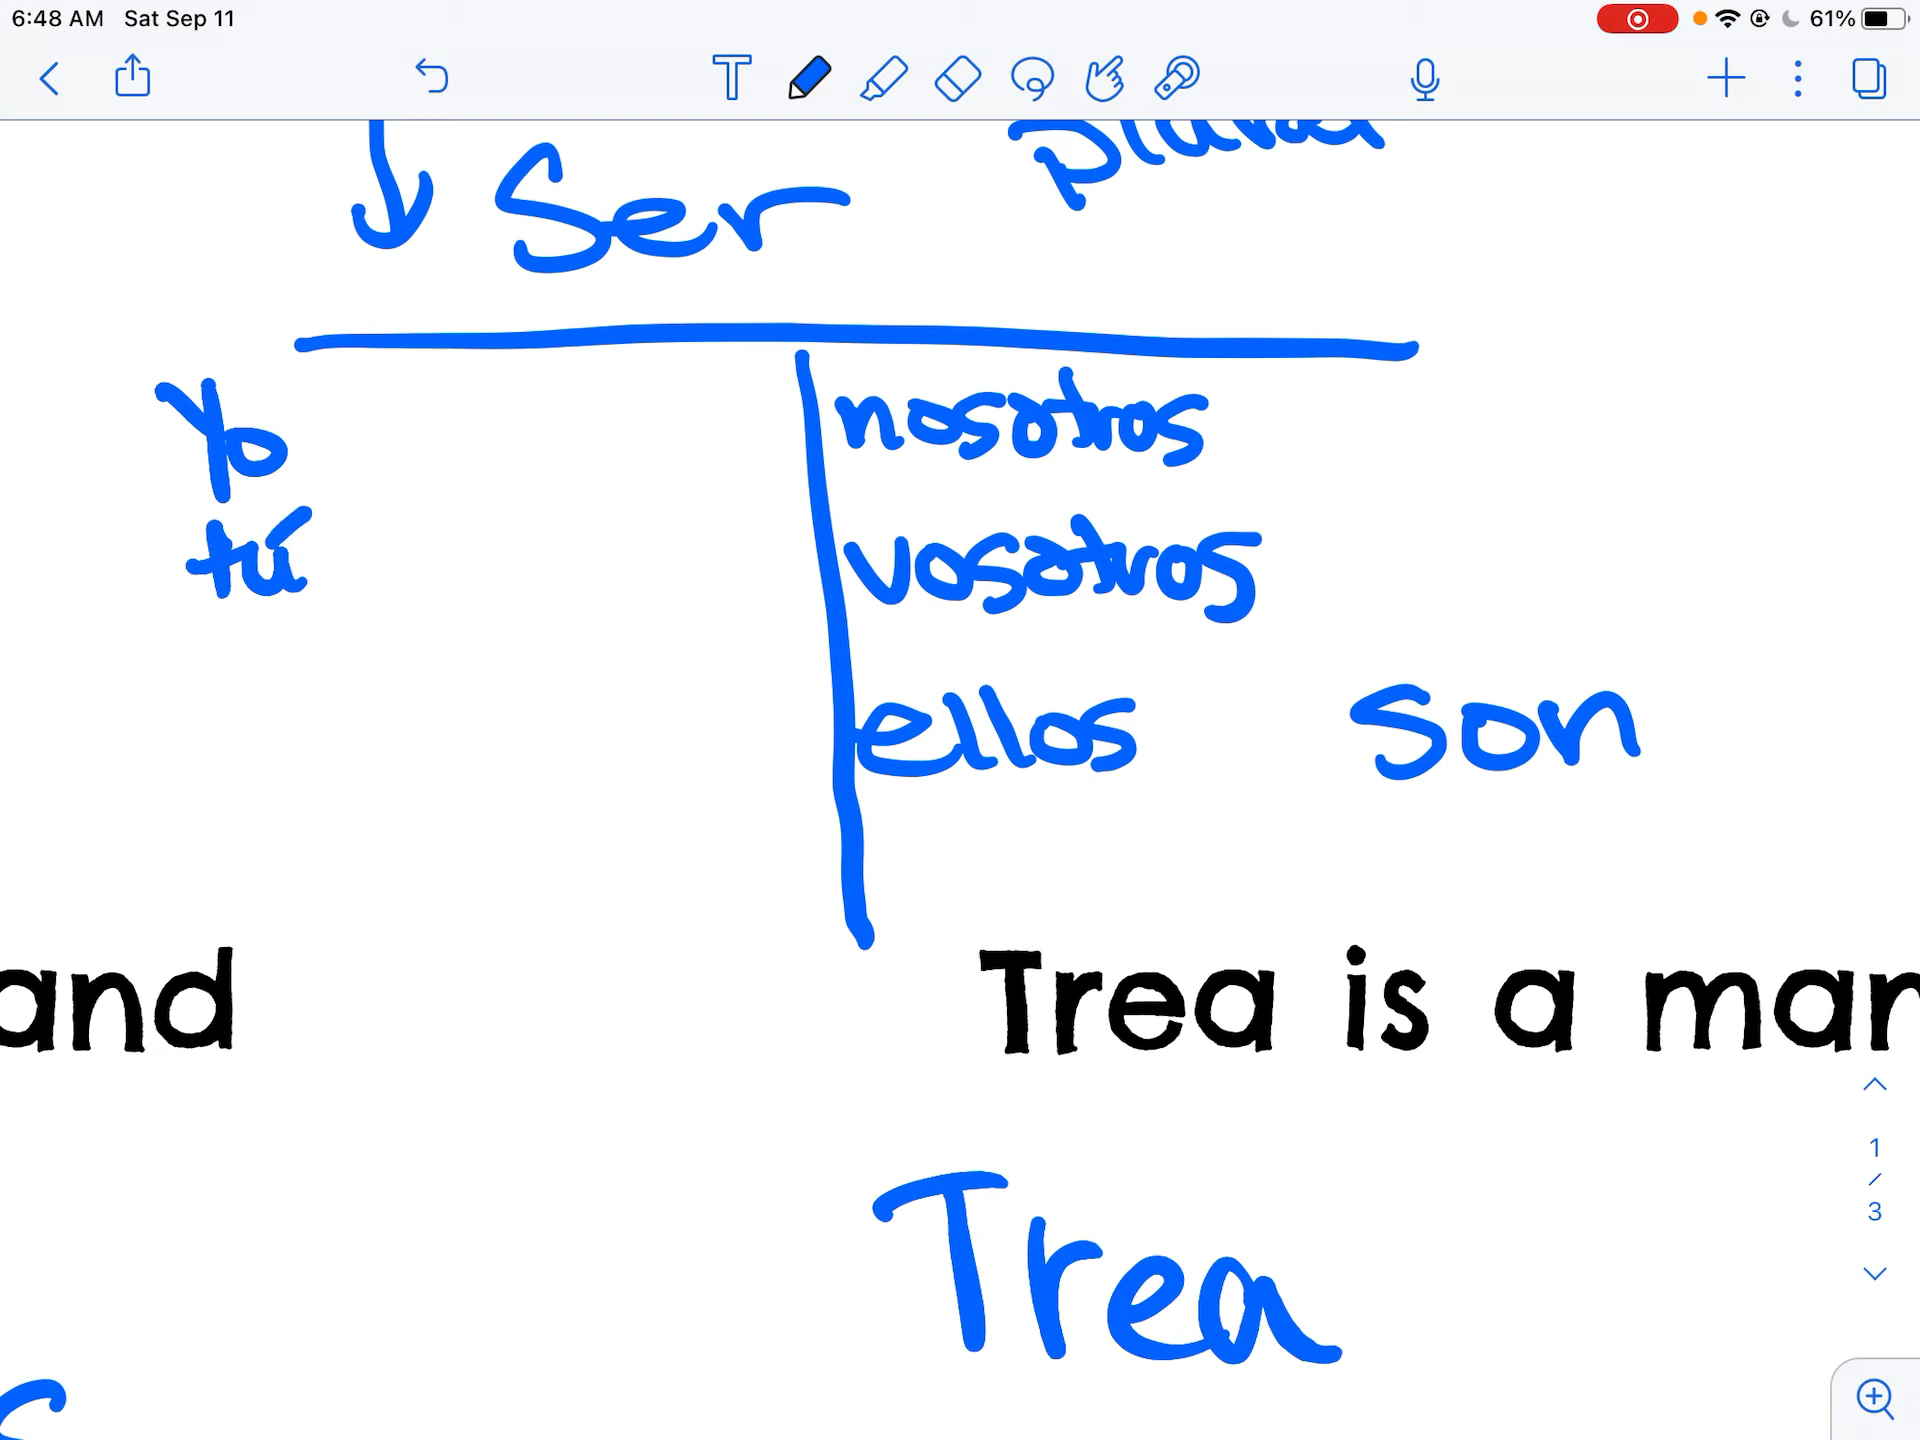 6:48 AM Sat Sep 11
61%
Ser
yo
nosotros
tú
vosotros
ellos son
and
Trea is a man
Trea
1
/
3